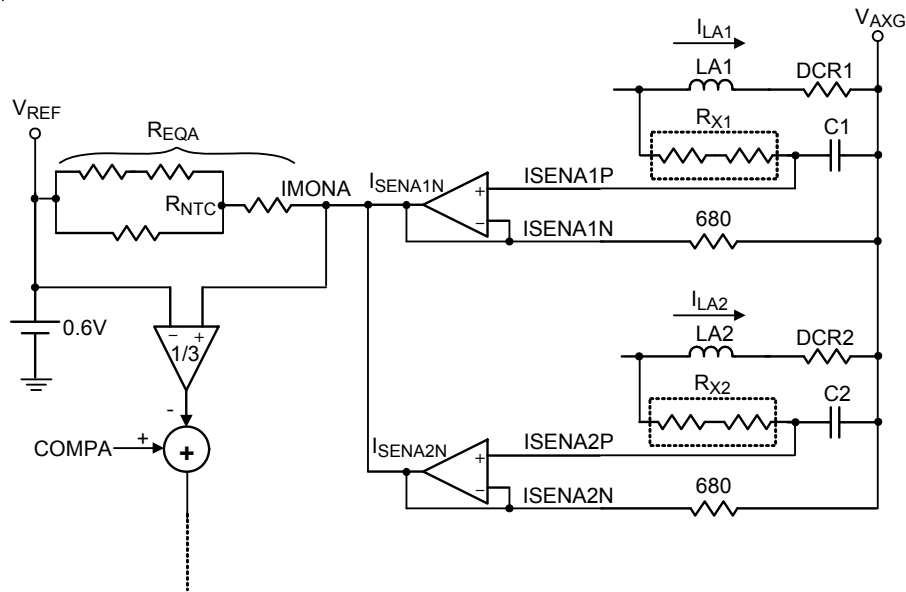 V_AXG
I_LA1
LA1
DCR1
V_REF
R_EQA
R_X1
C1
R_NTC
IMONA
I_SENA1N
+
−
ISENA1P
ISENA1N
680
0.6V
− +
1/3
I_LA2
LA2
DCR2
R_X2
C2
-
COMPA
+
+
I_SENA2N
+
−
ISENA2P
ISENA2N
680